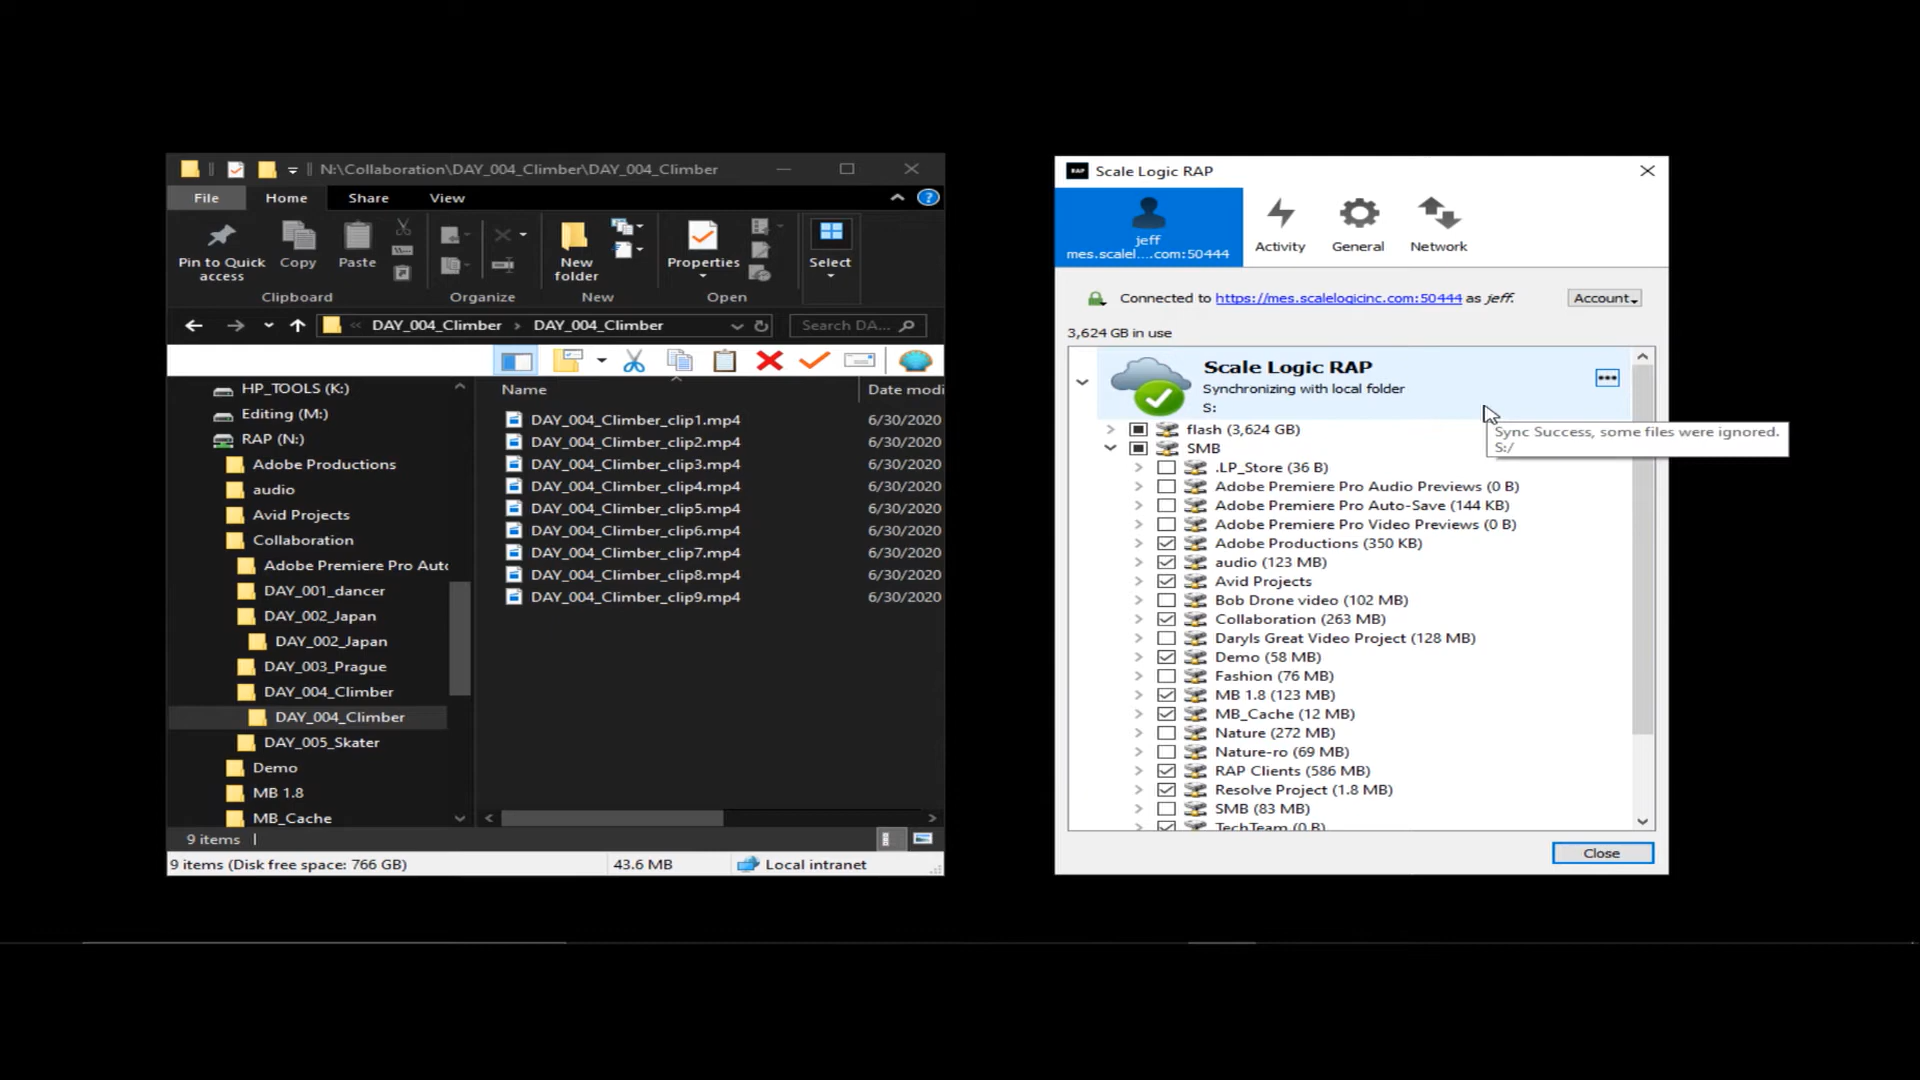 N:\Collaboration\DAY_004_Climber\DAY_004_Climber
File Home Share View
Pin to Quick access
Copy
Paste
New folder
Properties
Select
Clipboard Organize New Open
DAY_004_Climber > DAY_004_Climber
Search DA...
HP_TOOLS (K:)
Editing (M:)
RAP (N:)
Adobe Productions
audio
Avid Projects
Collaboration
Adobe Premiere Pro Auto
DAY_001_dancer
DAY_002_Japan
DAY_002_Japan
DAY_003_Prague
DAY_004_Climber
DAY_004_Climber
DAY_005_Skater
Demo
MB 1.8
MB_Cache
Name Date modi
DAY_004_Climber_clip1.mp4 6/30/2020
DAY_004_Climber_clip2.mp4 6/30/2020
DAY_004_Climber_clip3.mp4 6/30/2020
DAY_004_Climber_clip4.mp4 6/30/2020
DAY_004_Climber_clip5.mp4 6/30/2020
DAY_004_Climber_clip6.mp4 6/30/2020
DAY_004_Climber_clip7.mp4 6/30/2020
DAY_004_Climber_clip8.mp4 6/30/2020
DAY_004_Climber_clip9.mp4 6/30/2020
9 items
9 items (Disk free space: 766 GB) 43.6 MB Local intranet
RAP Scale Logic RAP
jeff
mes.scalel....com:50444
Activity
General
Network
Connected to https://mes.scalelogicinc.com:50444 as jeff.
Account
3,624 GB in use
Scale Logic RAP
Synchronizing with local folder
S:
Sync Success, some files were ignored.
S:/
flash (3,624 GB)
SMB
.LP_Store (36 B)
Adobe Premiere Pro Audio Previews (0 B)
Adobe Premiere Pro Auto-Save (144 KB)
Adobe Premiere Pro Video Previews (0 B)
Adobe Productions (350 KB)
audio (123 MB)
Avid Projects
Bob Drone video (102 MB)
Collaboration (263 MB)
Daryls Great Video Project (128 MB)
Demo (58 MB)
Fashion (76 MB)
MB 1.8 (123 MB)
MB_Cache (12 MB)
Nature (272 MB)
Nature-ro (69 MB)
RAP Clients (586 MB)
Resolve Project (1.8 MB)
SMB (83 MB)
TechTeam (0 B)
Close